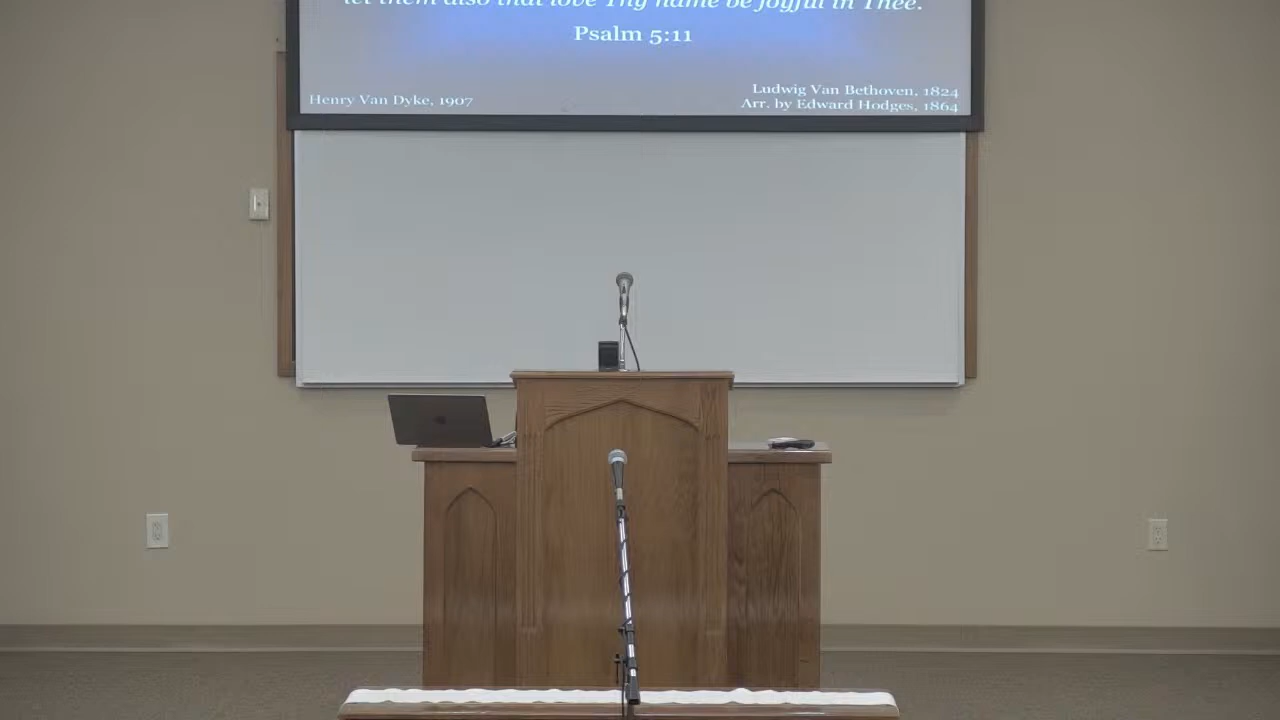 let them also that love Thy name be joyful in Thee.
Psalm 5:11
Henry Van Dyke, 1907
Ludwig Van Bethoven, 1824
Arr. by Edward Hodges, 1864